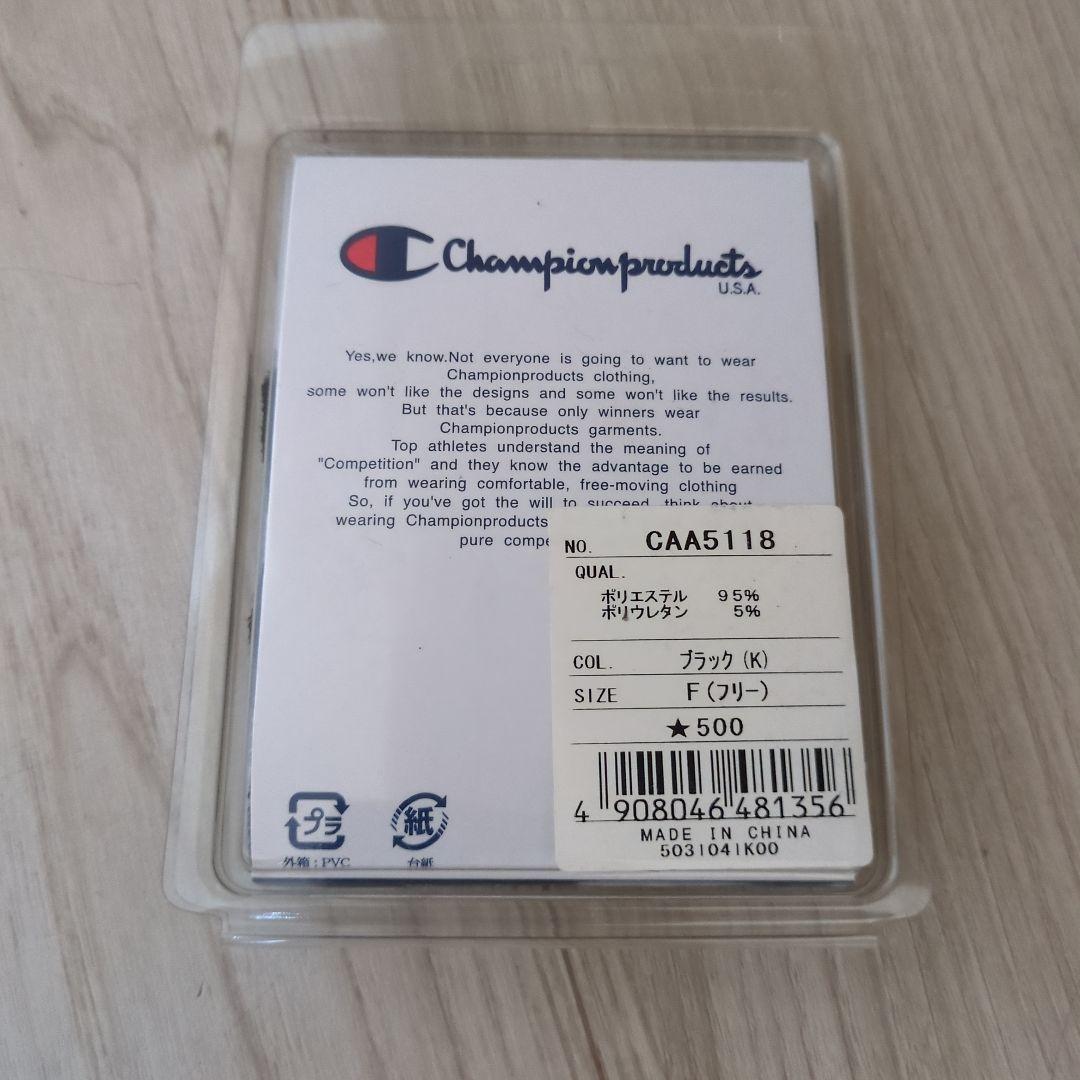 Championproducts
U.S.A.
Yes,we know.Not everyone is going to want to wear
Championproducts clothing,
some won't like the designs and some won't like the results.
But that's because only winners wear
Championproducts garments.
Top athletes understand the meaning of
"Competition" and they know the advantage to be earned
from wearing comfortable, free-moving clothing
So, if you've got the will to succeed, think about
wearing Championproducts
pure
NO. CAA5118
QUAL.
ポリエステル 95%
ポリウレタン 5%
COL. ブラック(K)
SIZE F(フリー)
★500
4 908046 481356
MADE IN CHINA
5031041K00
プラ
外箱:PVC
紙
台紙